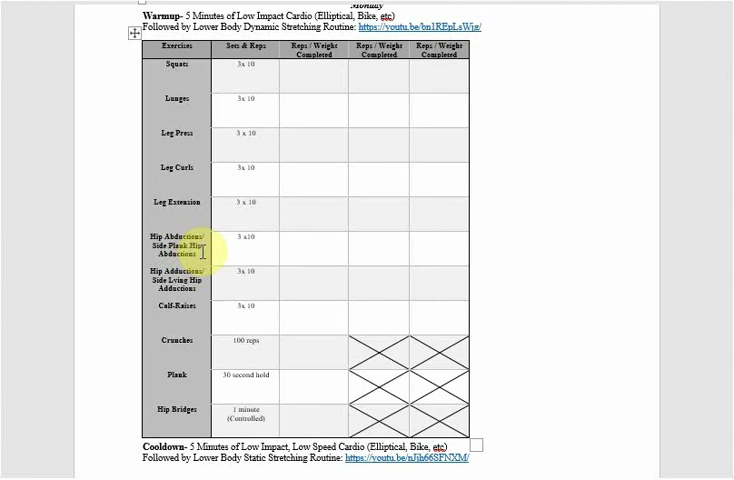 Monday
Warmup- 5 Minutes of Low Impact Cardio (Elliptical, Bike, etc)
Followed by Lower Body Dynamic Stretching Routine: https://youtu.be/bn1REpLsWjg/
Exercises Sets & Reps Reps / Weight Completed Reps / Weight Completed Reps / Weight Completed
Squats 3x 10
Lunges 3x 10
Leg Press 3 x 10
Leg Curls 3x 10
Leg Extension 3 x 10
Hip Abductions/ 3 x10
Side Plank Hip
Abductions
Hip Adductions/ 3x 10
Side Lying Hip
Adductions
Calf-Raises 3x 10
Crunches 100 reps
Plank 30 second hold
Hip Bridges 1 minute
(Controlled)
Cooldown- 5 Minutes of Low Impact, Low Speed Cardio (Elliptical, Bike, etc)
Followed by Lower Body Static Stretching Routine: https://youtu.be/nJjh66SFNXM/